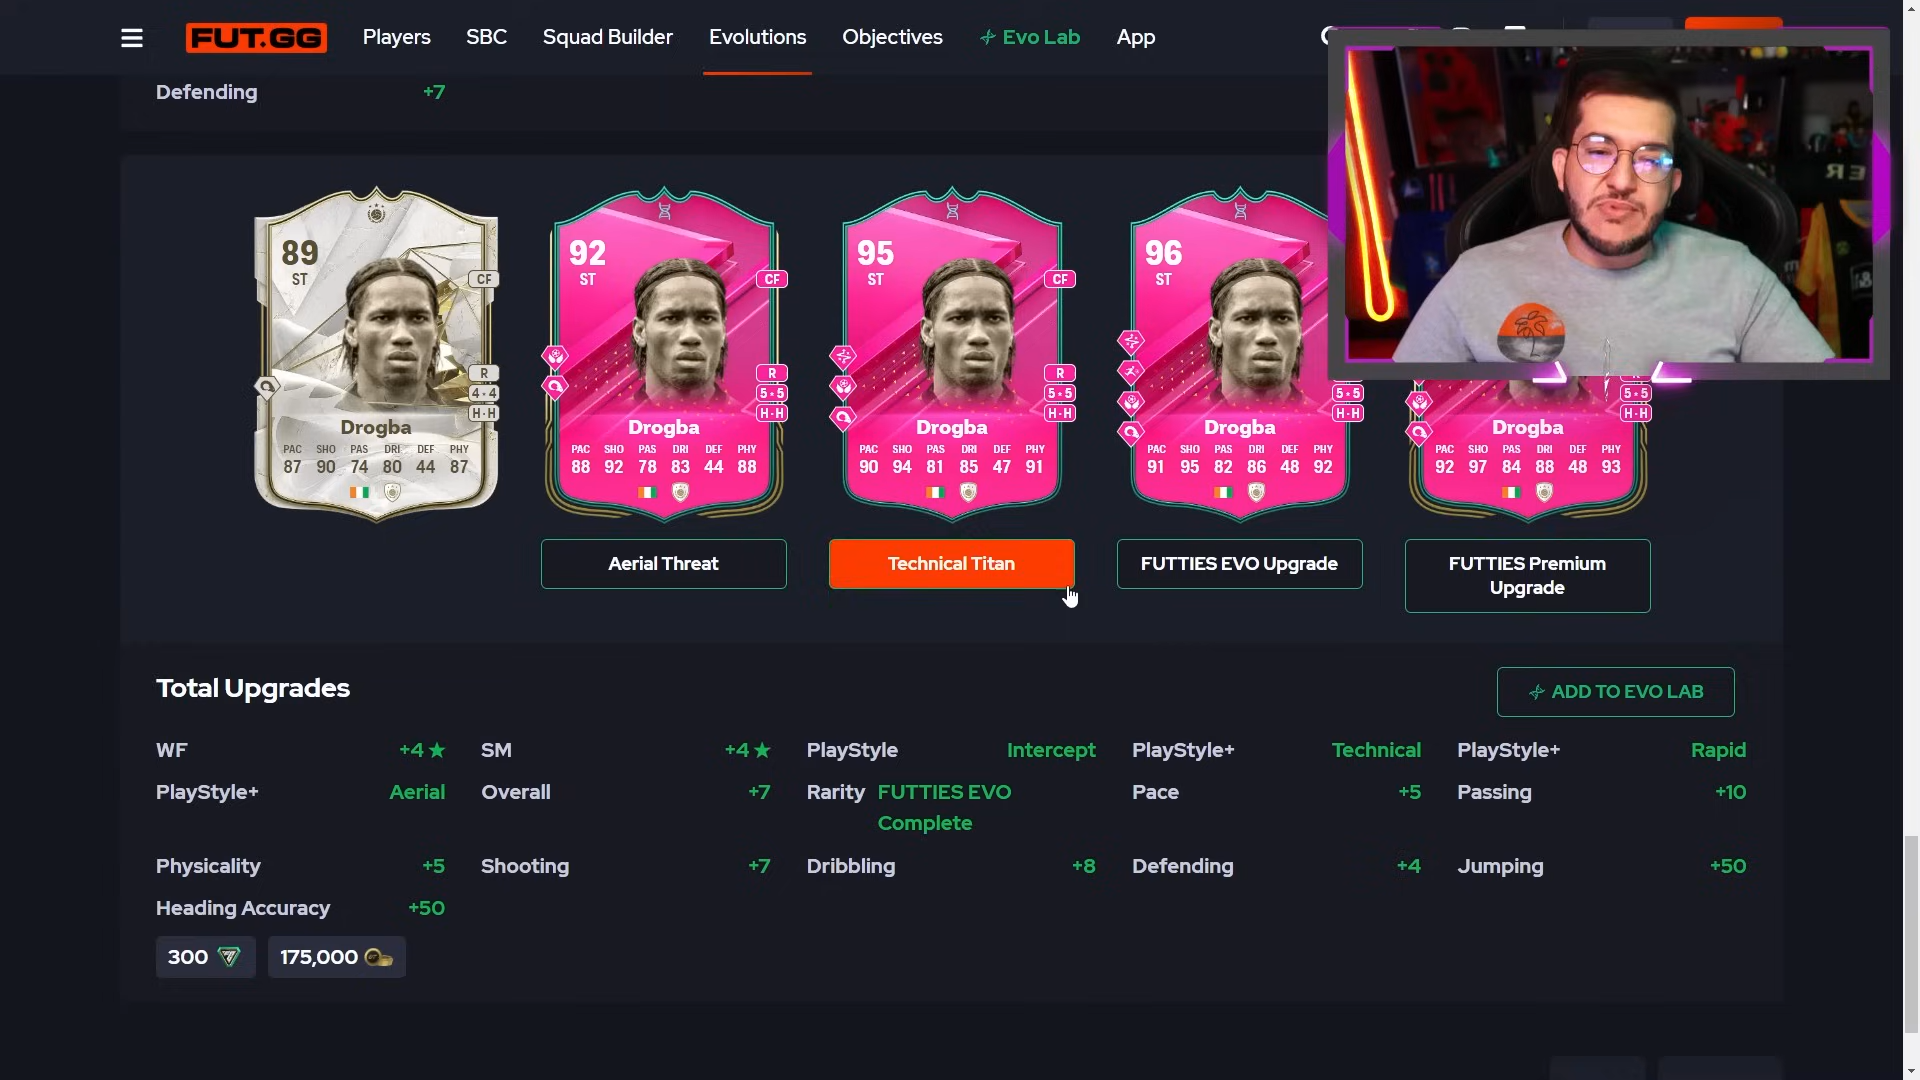 FUT.GG Players SBC Squad Builder Evolutions Objectives Evo Lab App
Defending +7
89 ST CF R 4★4 H·H
Drogba
PAC SHO PAS DRI DEF PHY
87 90 74 80 44 87
92 ST CF R 5★5 H·H
Drogba
PAC SHO PAS DRI DEF PHY
88 92 78 83 44 88
95 ST CF R 5★5 H·H
Drogba
PAC SHO PAS DRI DEF PHY
90 94 81 85 47 91
96 ST R 5★5 H·H
Drogba
PAC SHO PAS DRI DEF PHY
91 95 82 86 48 92
R 5★5 H·H
Drogba
PAC SHO PAS DRI DEF PHY
92 97 84 88 48 93
Aerial Threat
Technical Titan
FUTTIES EVO Upgrade
FUTTIES Premium
Upgrade
Total Upgrades
ADD TO EVO LAB
WF +4★ SM +4★ PlayStyle Intercept PlayStyle+ Technical PlayStyle+ Rapid
PlayStyle+ Aerial Overall +7 Rarity FUTTIES EVO Pace +5 Passing +10
Complete
Physicality +5 Shooting +7 Dribbling +8 Defending +4 Jumping +50
Heading Accuracy +50
300 175,000